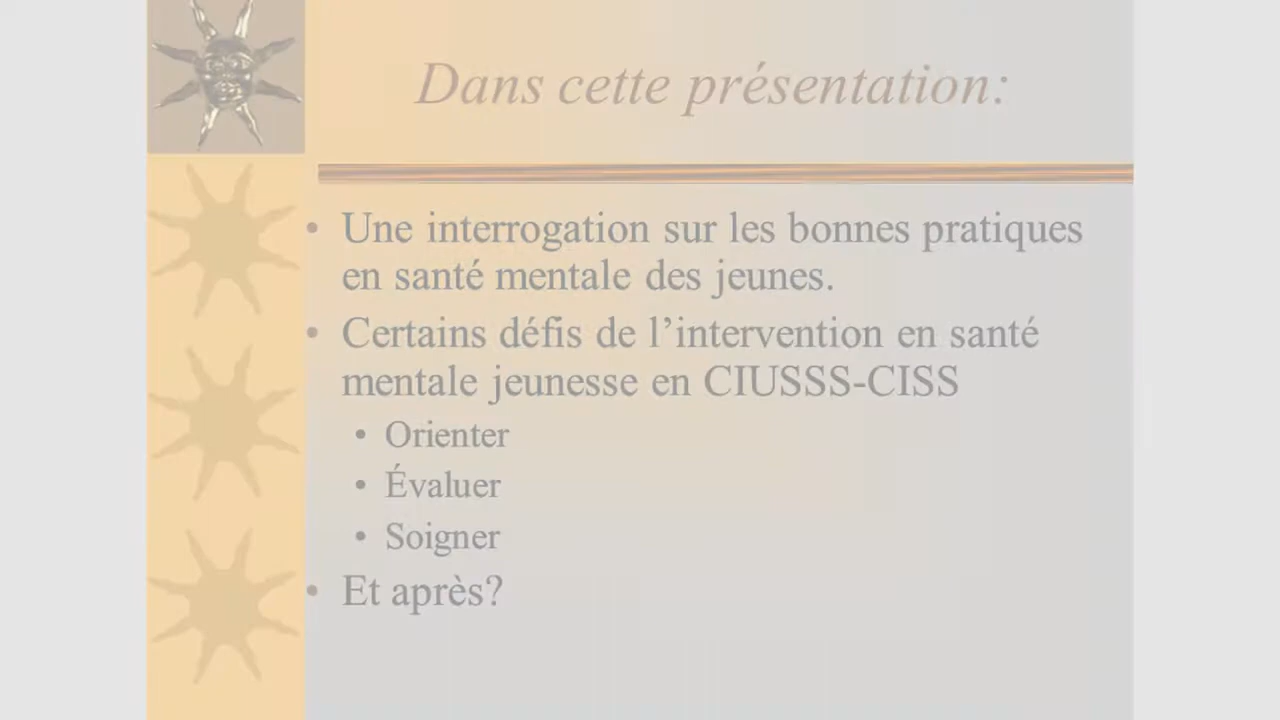 Dans cette présentation:
• Une interrogation sur les bonnes pratiques
en santé mentale des jeunes.
• Certains défis de l’intervention en santé
mentale jeunesse en CIUSSS-CISS
• Orienter
• Évaluer
• Soigner
• Et après?